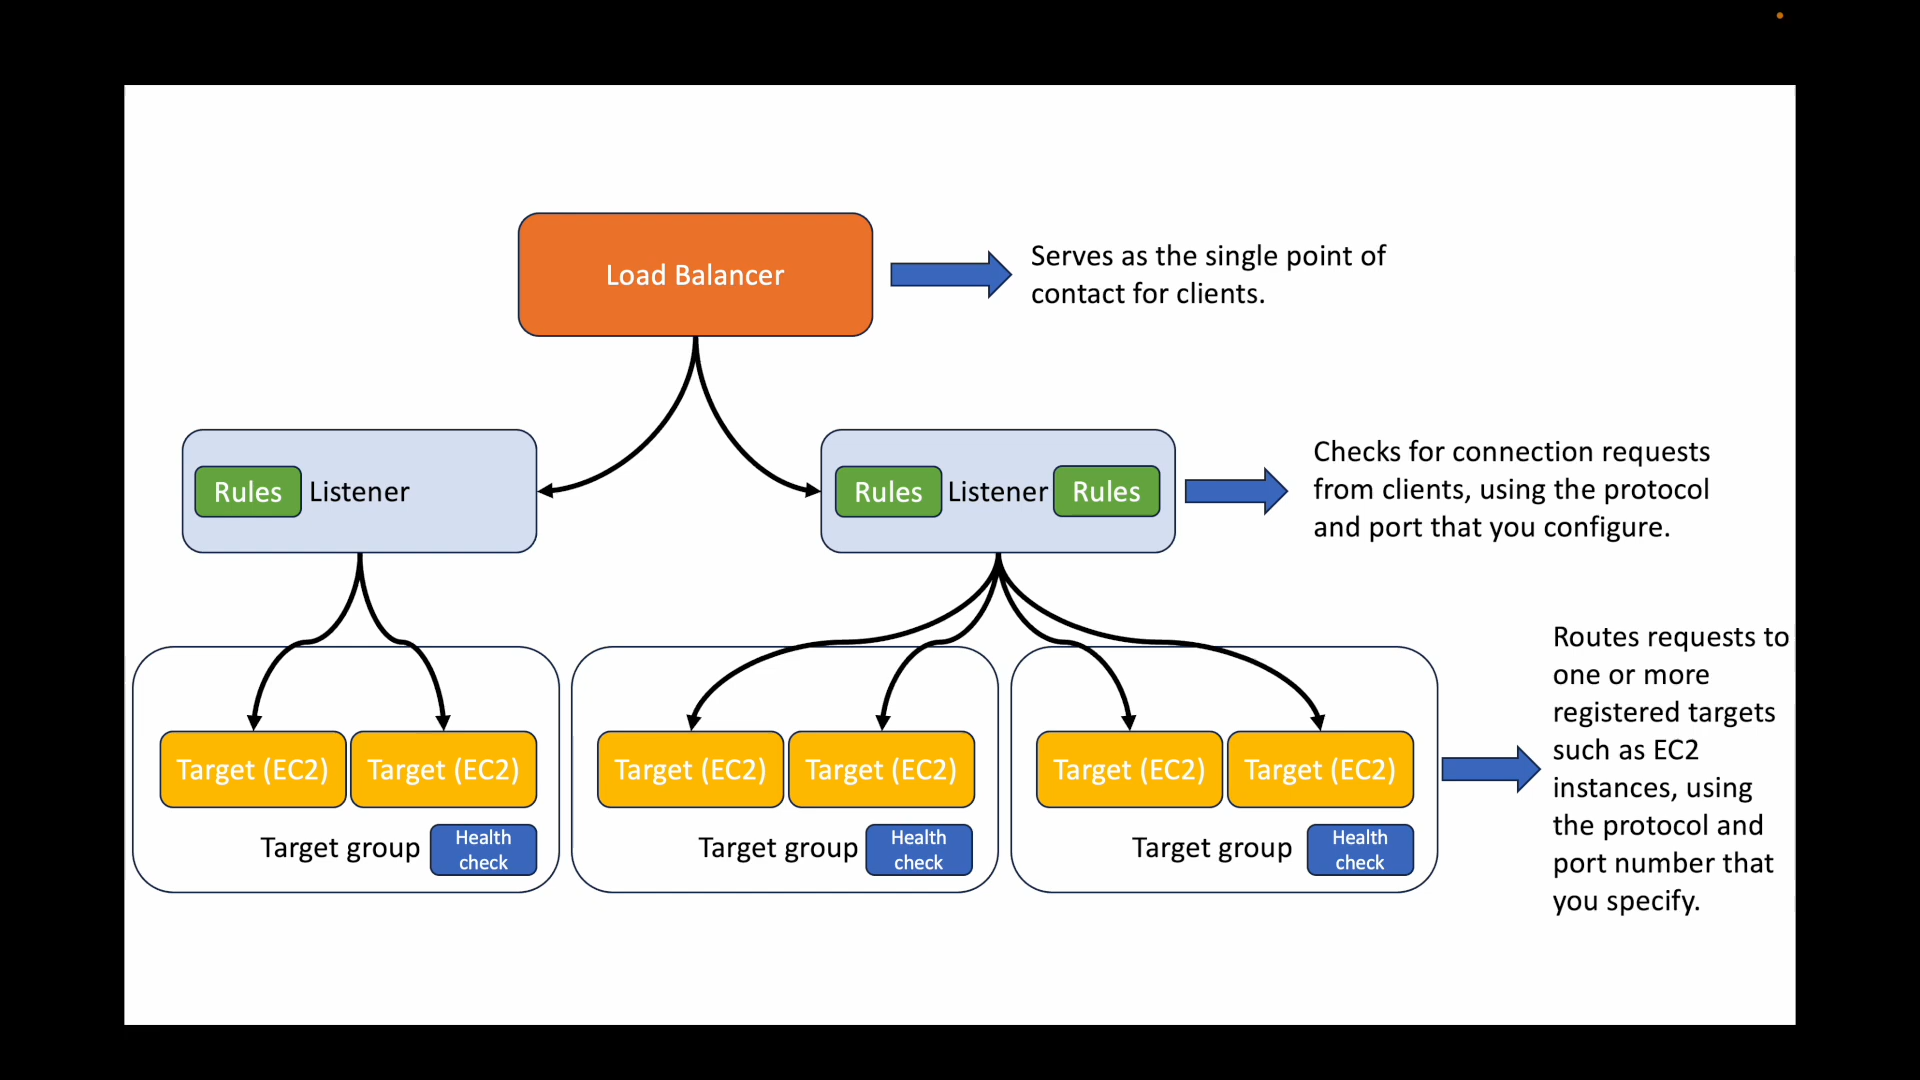 Load Balancer
Serves as the single point of
contact for clients.
Rules Listener
Rules Listener Rules
Checks for connection requests
from clients, using the protocol
and port that you configure.
Target (EC2) Target (EC2)
Target group
Health
check
Target (EC2) Target (EC2)
Target group
Health
check
Target (EC2) Target (EC2)
Target group
Health
check
Routes requests to
one or more
registered targets
such as EC2
instances, using
the protocol and
port number that
you specify.